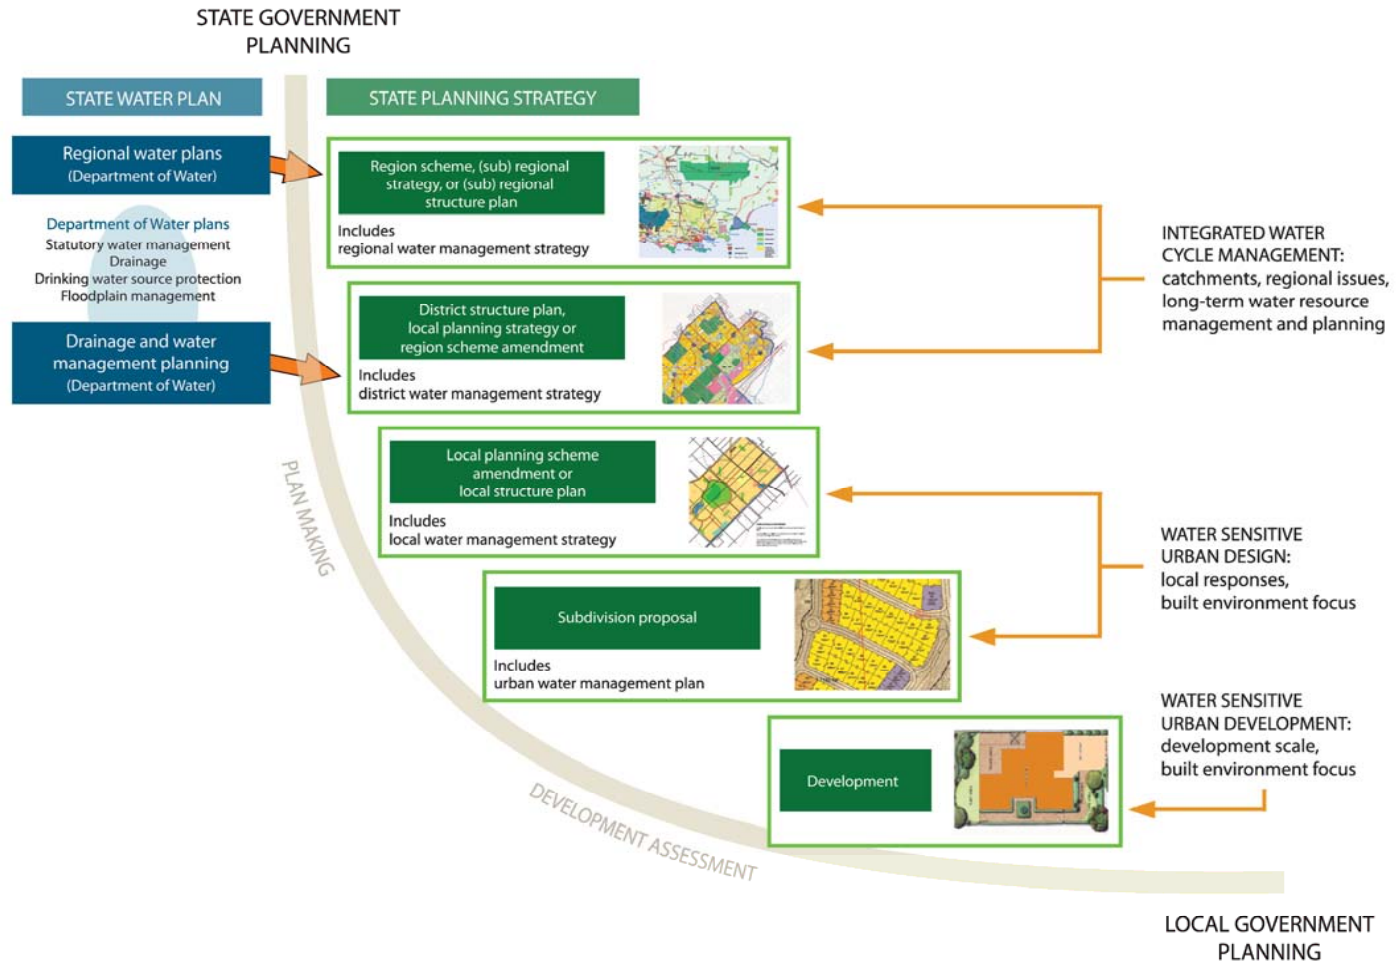 STATE GOVERNMENT
PLANNING
STATE WATER PLAN
STATE PLANNING STRATEGY
Regional water plans
(Department of Water)
Department of Water plans
Statutory water management
Drainage
Drinking water source protection
Floodplain management
Drainage and water
management planning
(Department of Water)
Region scheme, (sub) regional
strategy, or (sub) regional
structure plan
Includes
regional water management strategy
District structure plan,
local planning strategy or
region scheme amendment
Includes
district water management strategy
Local planning scheme
amendment or
local structure plan
Includes
local water management strategy
Subdivision proposal
Includes
urban water management plan
Development
INTEGRATED WATER
CYCLE MANAGEMENT:
catchments, regional issues,
long-term water resource
management and planning
WATER SENSITIVE
URBAN DESIGN:
local responses,
built environment focus
WATER SENSITIVE
URBAN DEVELOPMENT:
development scale,
built environment focus
PLAN MAKING
DEVELOPMENT ASSESSMENT
LOCAL GOVERNMENT
PLANNING